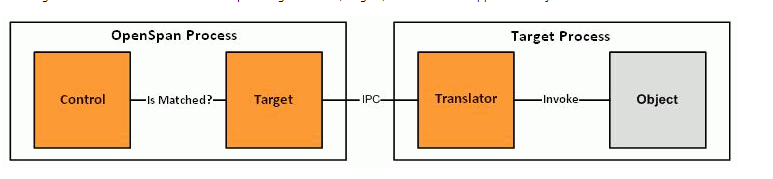 OpenSpan Process
Target Process
Control
Is Matched?
Target
IPC
Translator
Invoke
Object